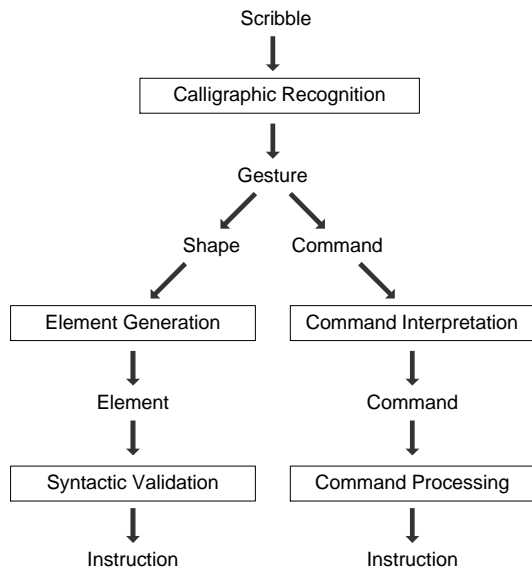 Scribble
Calligraphic Recognition
Gesture
Shape Command
Element Generation Command Interpretation
Element Command
Syntactic Validation Command Processing
Instruction Instruction